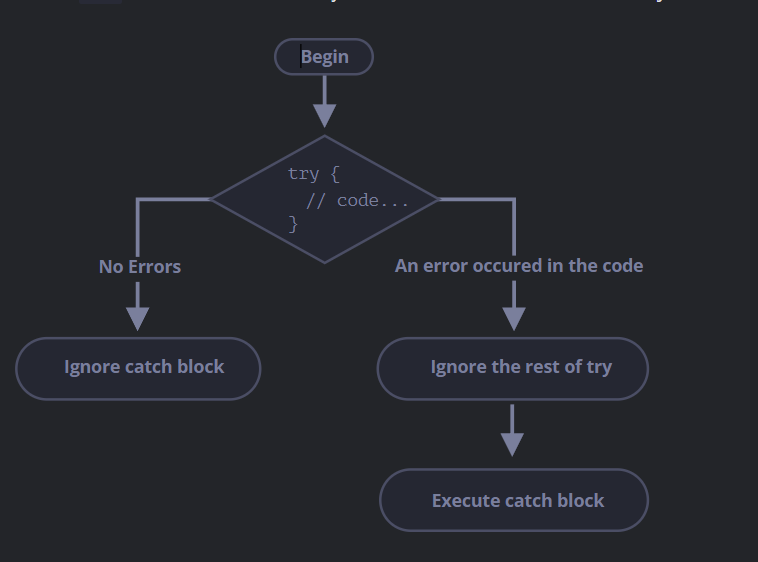 Begin
try {
// code...
}
No Errors
An error occured in the code
Ignore catch block
Ignore the rest of try
Execute catch block